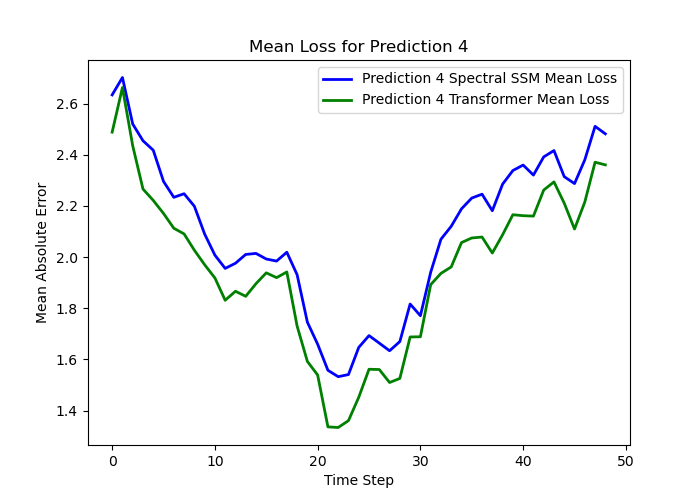 Mean Loss for Prediction 4
Prediction 4 Spectral SSM Mean Loss
Prediction 4 Transformer Mean Loss
Mean Absolute Error
2.6
2.4
2.2
2.0
1.8
1.6
1.4
0 10 20 30 40 50
Time Step